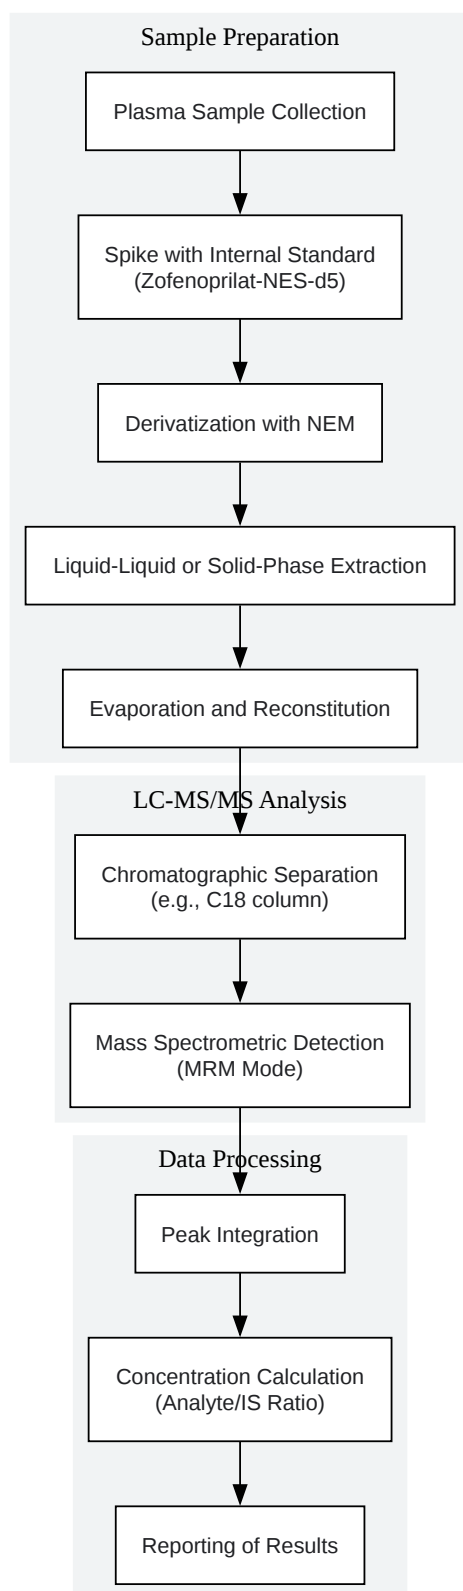 Sample Preparation
Plasma Sample Collection
Spike with Internal Standard
(Zofenoprilat-NES-d5)
Derivatization with NEM
Liquid-Liquid or Solid-Phase Extraction
Evaporation and Reconstitution
LC-MS/MS Analysis
Chromatographic Separation
(e.g., C18 column)
Mass Spectrometric Detection
(MRM Mode)
Data Processing
Peak Integration
Concentration Calculation
(Analyte/IS Ratio)
Reporting of Results